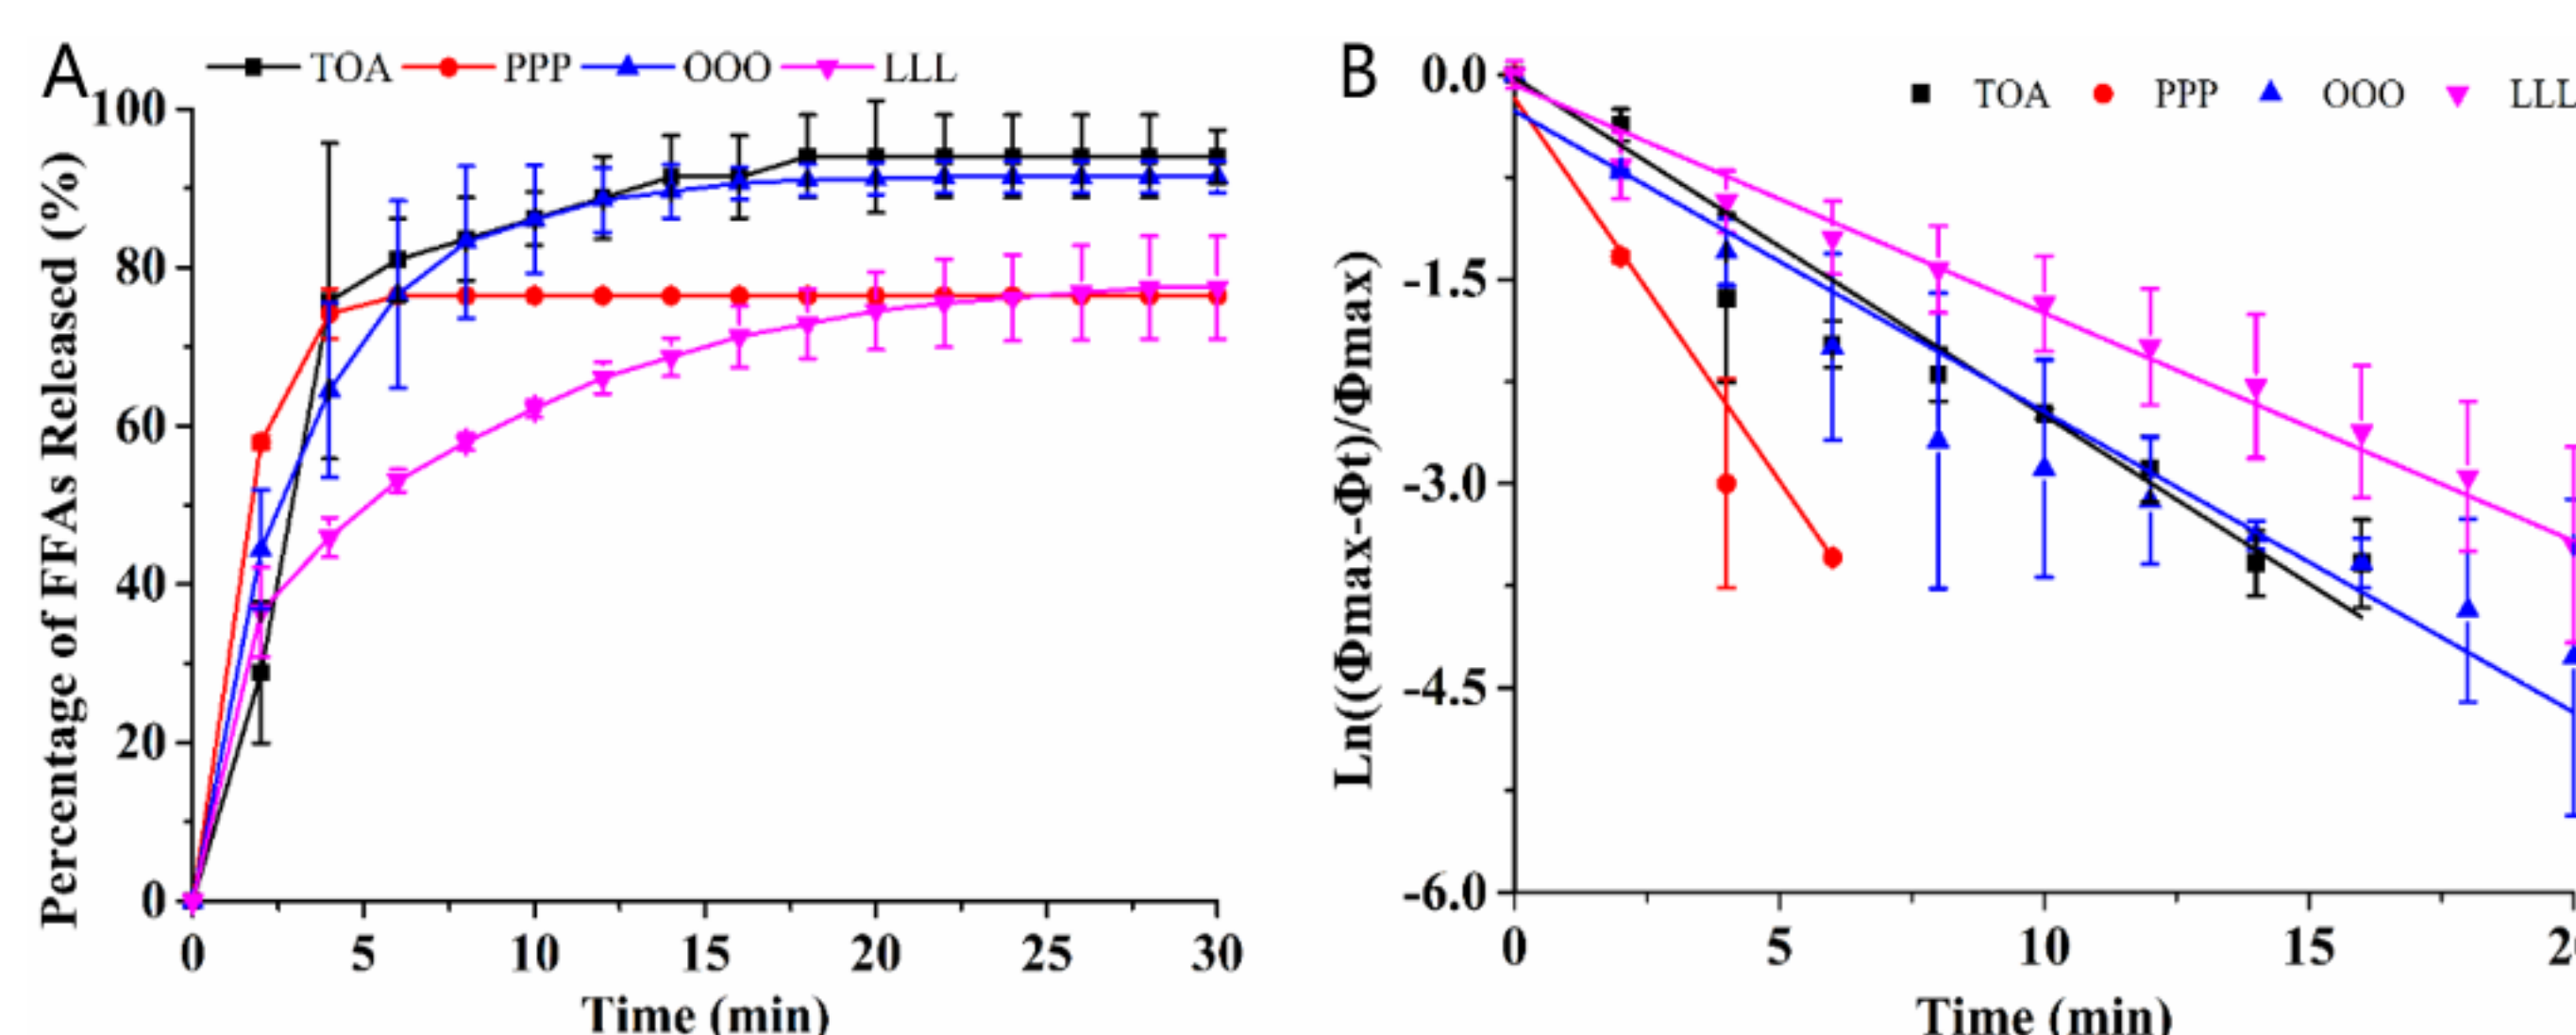 A
TOA PPP OOO LLL
Percentage of FFAs Released (%)
100
80
60
40
20
0
0 5 10 15 20 25 30
Time (min)
B
TOA PPP OOO LLL
Ln((Φmax-Φt)/Φmax)
0.0
-1.5
-3.0
-4.5
-6.0
0 5 10 15
Time (min)